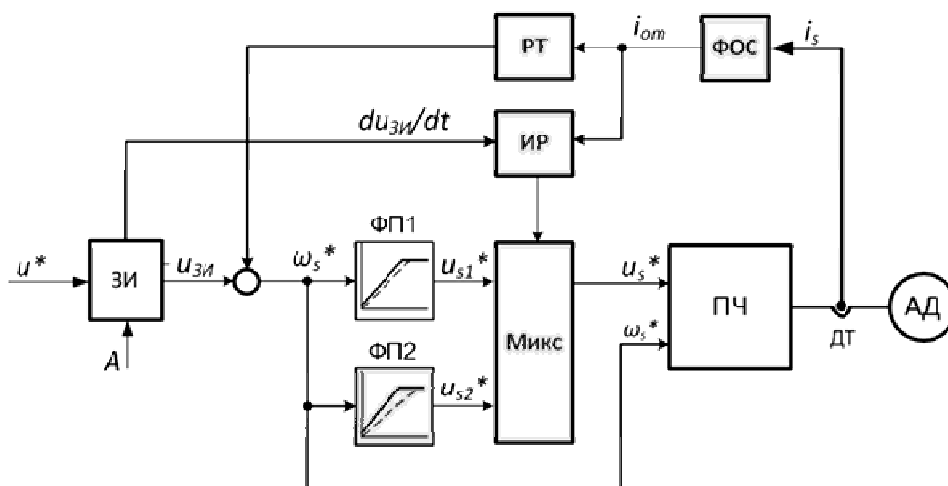 РТ
i_от
ФОС
i_s
du_ЗИ/dt
ИР
ФП1
u*
ЗИ
u_ЗИ
ω_s*
u_s1*
u_s*
ПЧ
АД
Микс
ω_s*
ДТ
A
ФП2
u_s2*